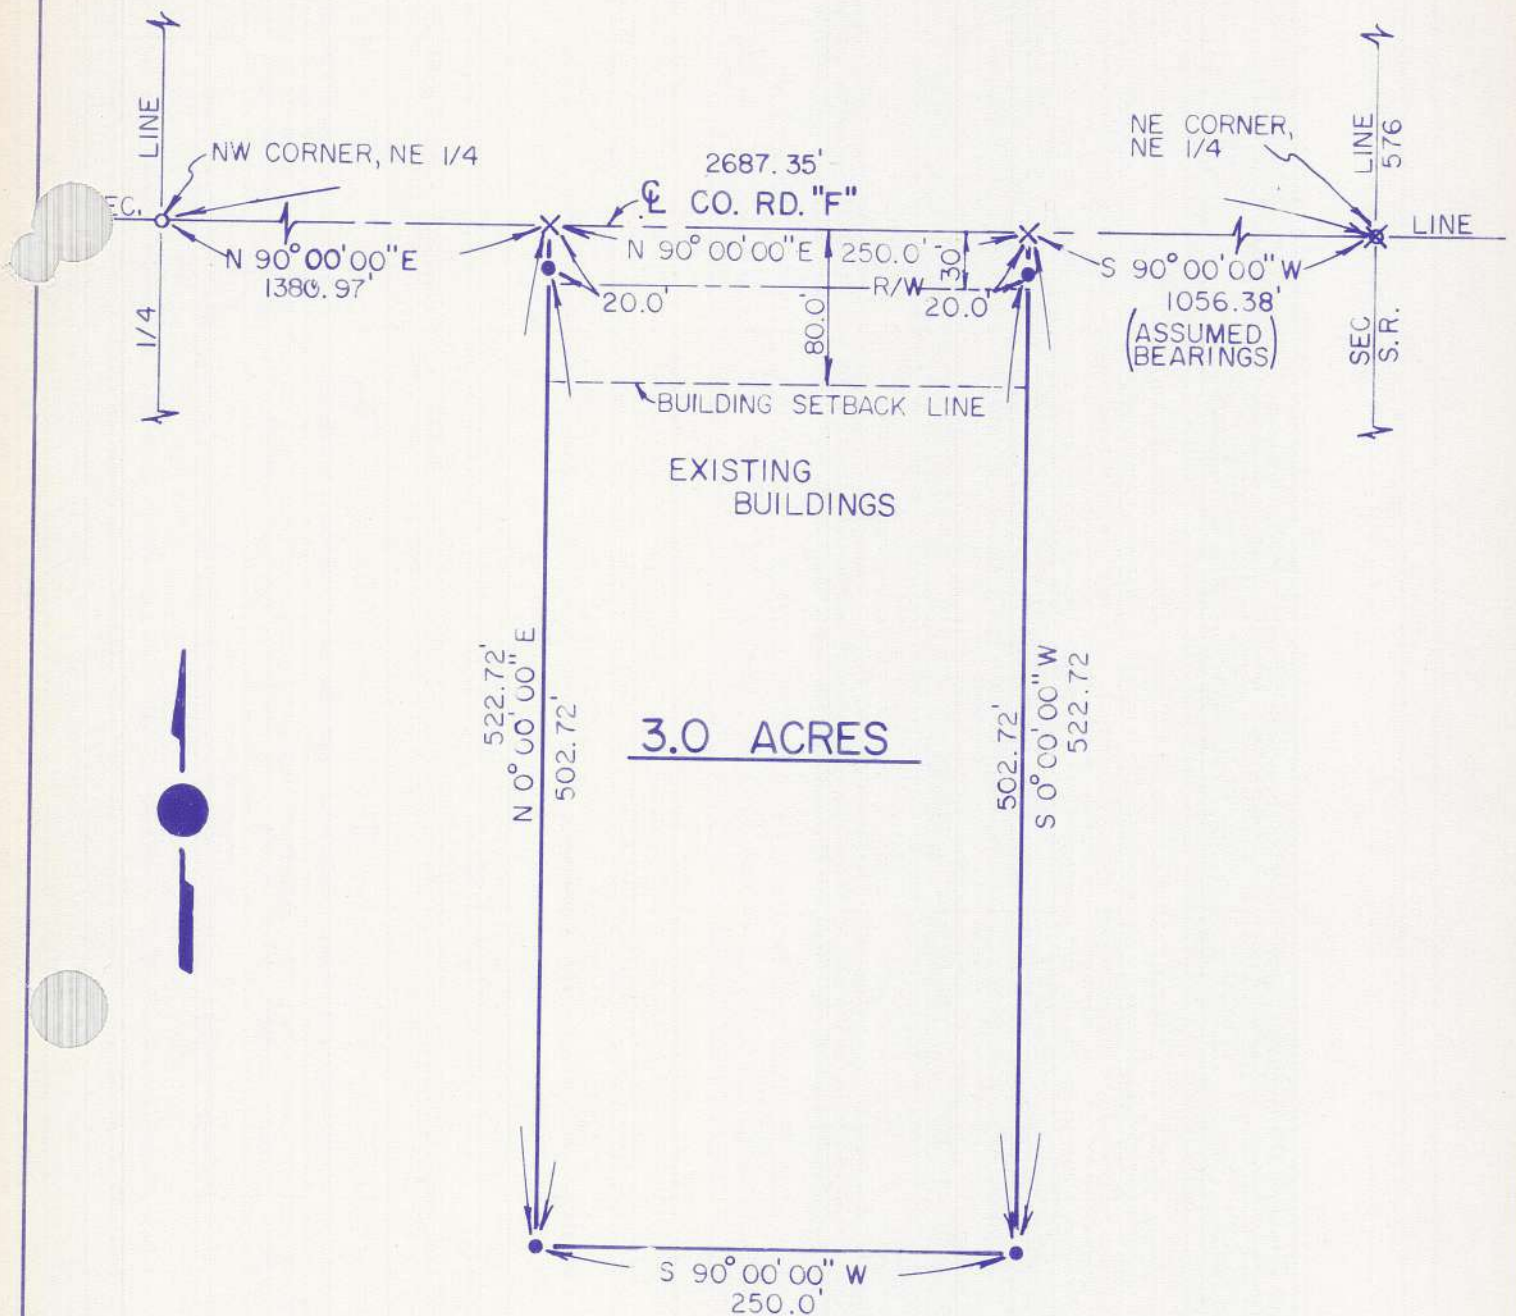 LINE
NW CORNER, NE 1/4
2687.35'
℄ CO. RD. "F"
NE CORNER,
NE 1/4
LINE
576
EC.
N 90°00'00" E
1380.97'
N 90°00'00" E 250.0'
30'
S 90°00'00" W
1056.38'
(ASSUMED
BEARINGS)
LINE
1/4
20.0'
R/W
20.0'
80.0'
SEC
S.R.
BUILDING SETBACK LINE
EXISTING
BUILDINGS
522.72'
N 0°00'00" E
502.72'
3.0 ACRES
502.72'
S 0°00'00" W
522.72
S 90°00'00" W
250.0'